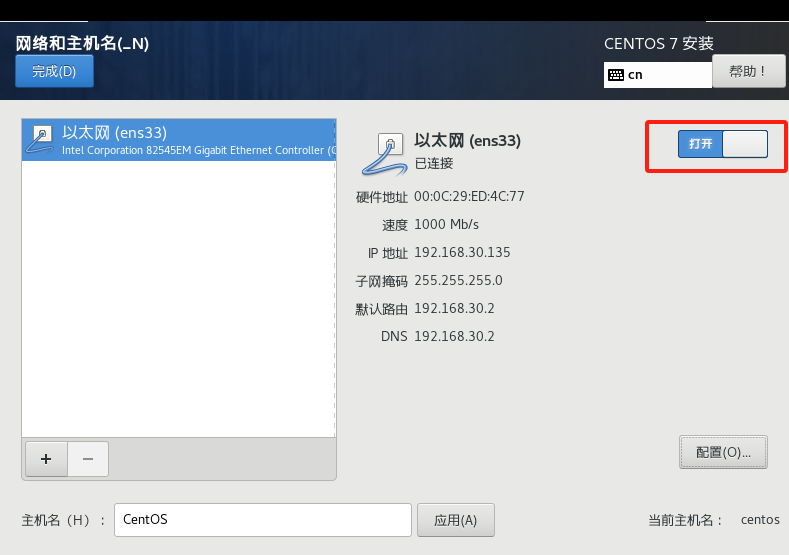 网络和主机名(_N)
CENTOS 7 安装
完成(D)
cn
帮助！
以太网 (ens33)
Intel Corporation 82545EM Gigabit Ethernet Controller (
以太网 (ens33)
已连接
打开
硬件地址 00:0C:29:ED:4C:77
速度 1000 Mb/s
IP 地址 192.168.30.135
子网掩码 255.255.255.0
默认路由 192.168.30.2
DNS 192.168.30.2
+
−
配置(O)...
主机名（H）：
CentOS
应用(A)
当前主机名： centos